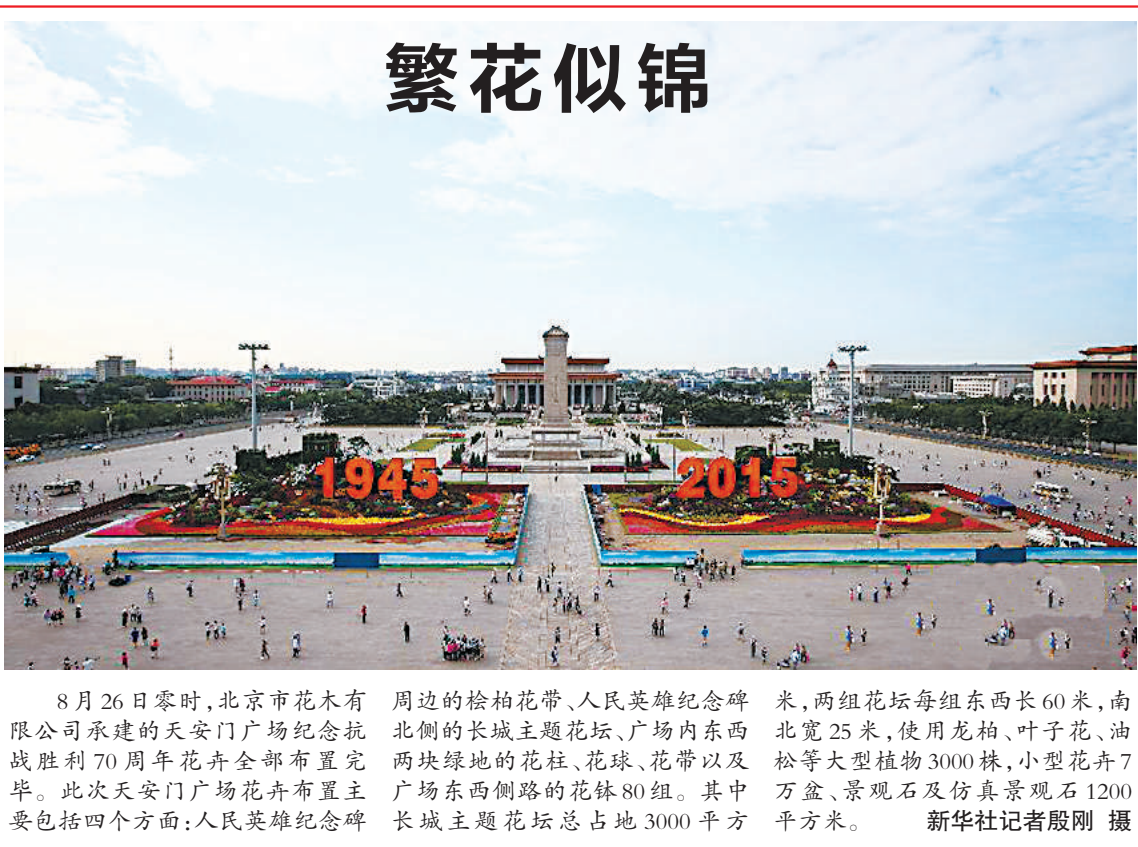 繁花似锦
1945 2015
8月26日零时,北京市花木有
限公司承建的天安门广场纪念抗
战胜利70周年花卉全部布置完
毕。此次天安门广场花卉布置主
要包括四个方面:人民英雄纪念碑
周边的桧柏花带、人民英雄纪念碑
北侧的长城主题花坛、广场内东西
两块绿地的花柱、花球、花带以及
广场东西侧路的花钵80组。其中
长城主题花坛总占地3000平方
米,两组花坛每组东西长60米,南
北宽25米,使用龙柏、叶子花、油
松等大型植物3000株,小型花卉7
万盆、景观石及仿真景观石1200
平方米。 新华社记者殷刚 摄